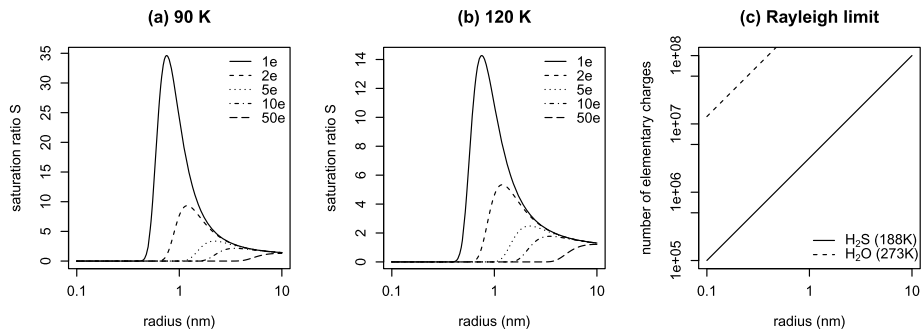 (a) 90 K
saturation ratio S
35
30
25
20
15
10
5
0
1e
2e
5e
10e
50e
0.1
1
10
radius (nm)
(b) 120 K
saturation ratio S
14
12
10
8
6
4
2
0
1e
2e
5e
10e
50e
0.1
1
10
radius (nm)
(c) Rayleigh limit
number of elementary charges
1e+08
1e+07
1e+06
1e+05
H₂S (188K)
H₂O (273K)
0.1
1
10
radius (nm)